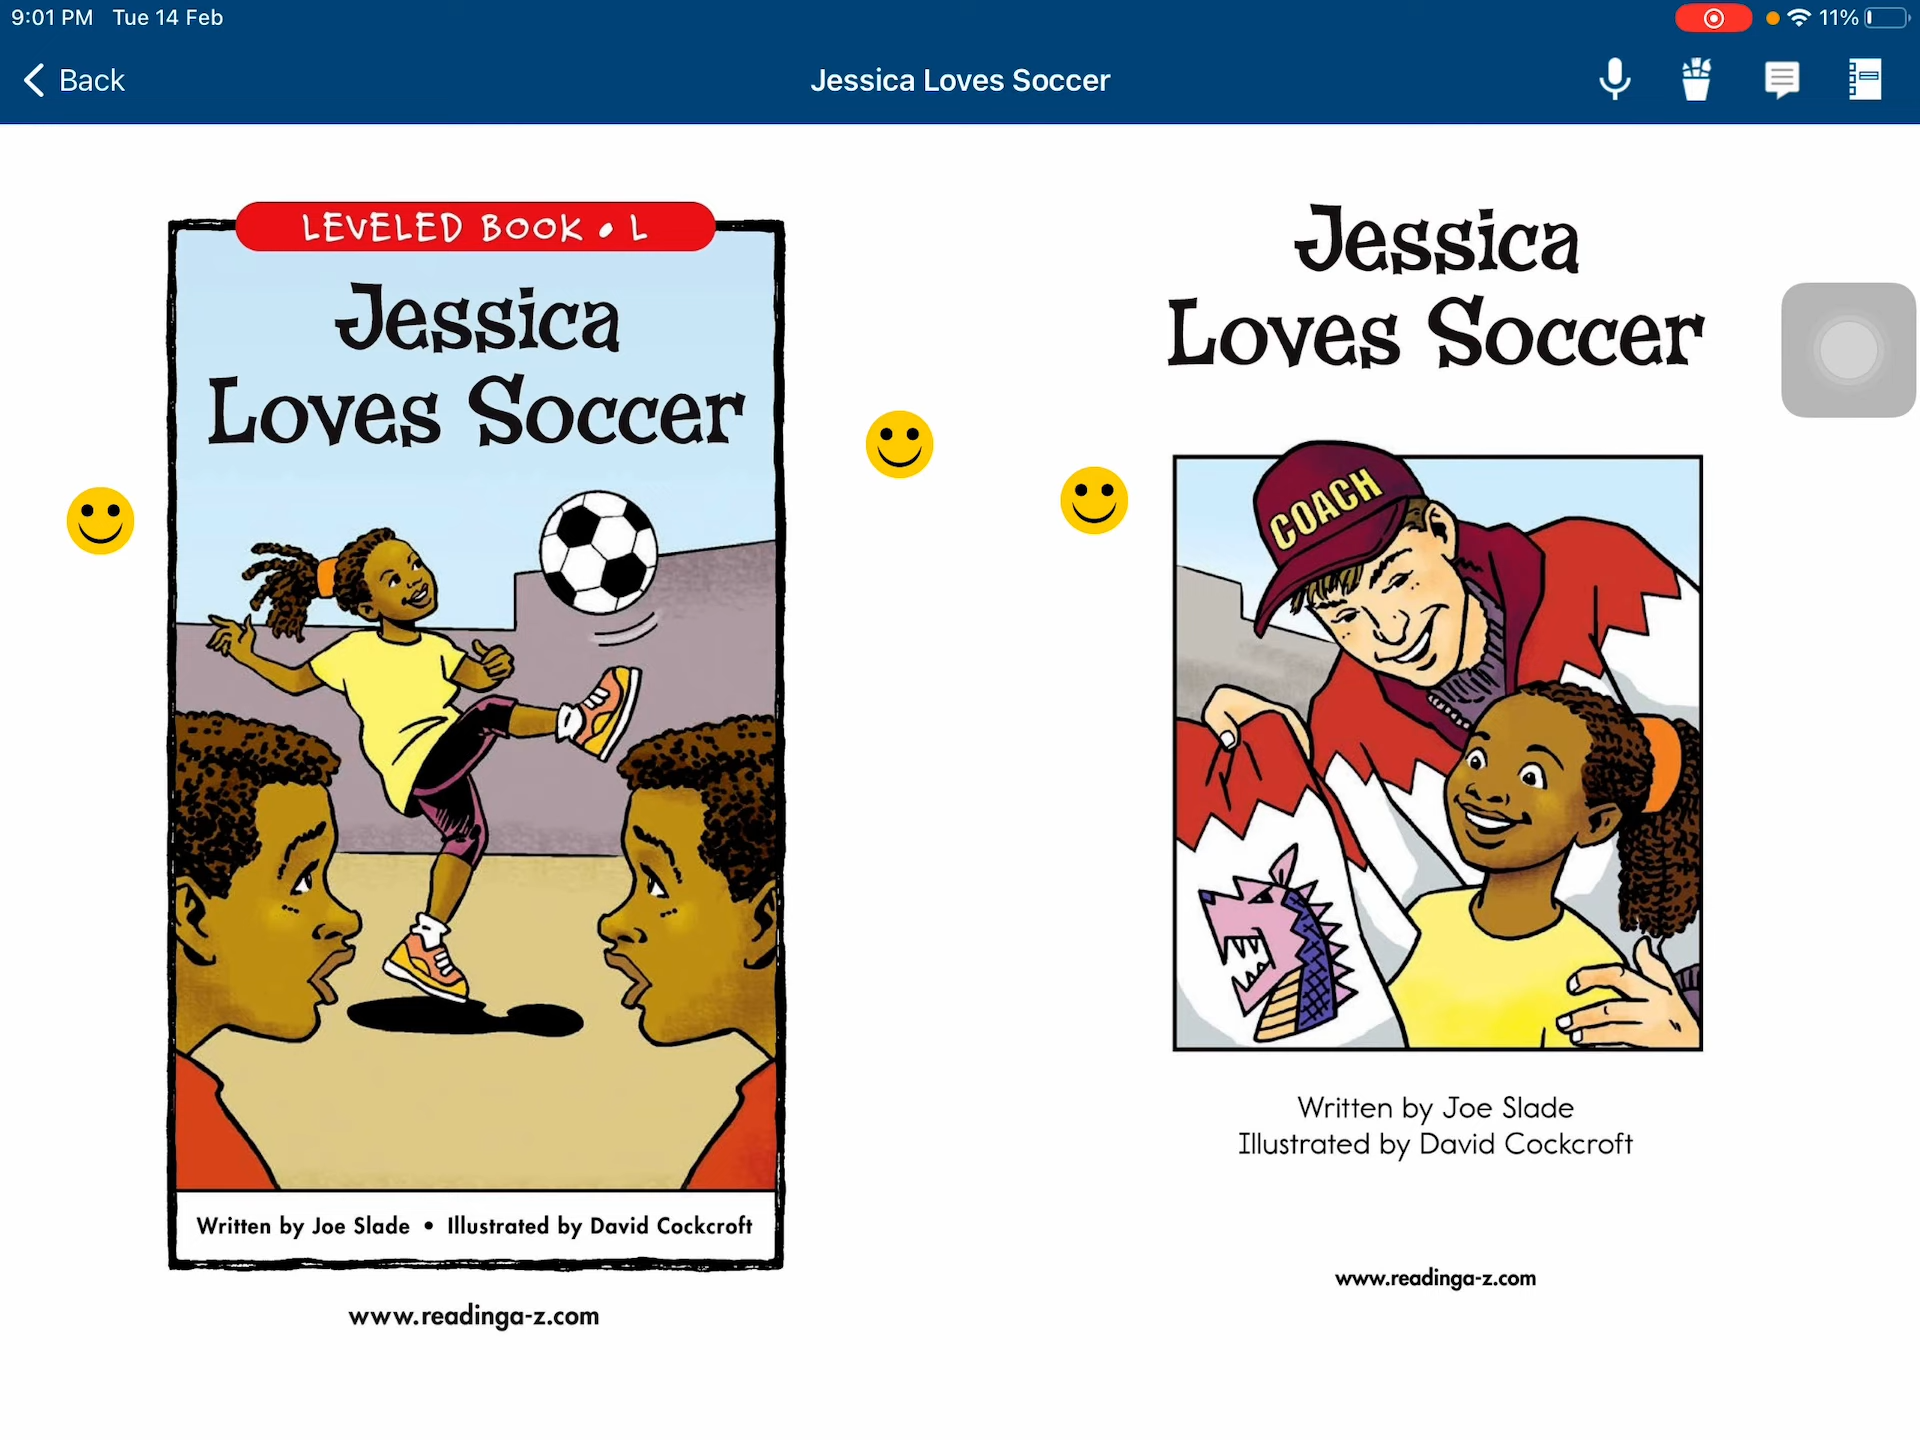 9:01 PM Tue 14 Feb
11%
Back
Jessica Loves Soccer
LEVELED BOOK • L
Jessica
Loves Soccer
Written by Joe Slade • Illustrated by David Cockcroft
www.readinga-z.com
Jessica
Loves Soccer
COACH
Written by Joe Slade
Illustrated by David Cockcroft
www.readinga-z.com